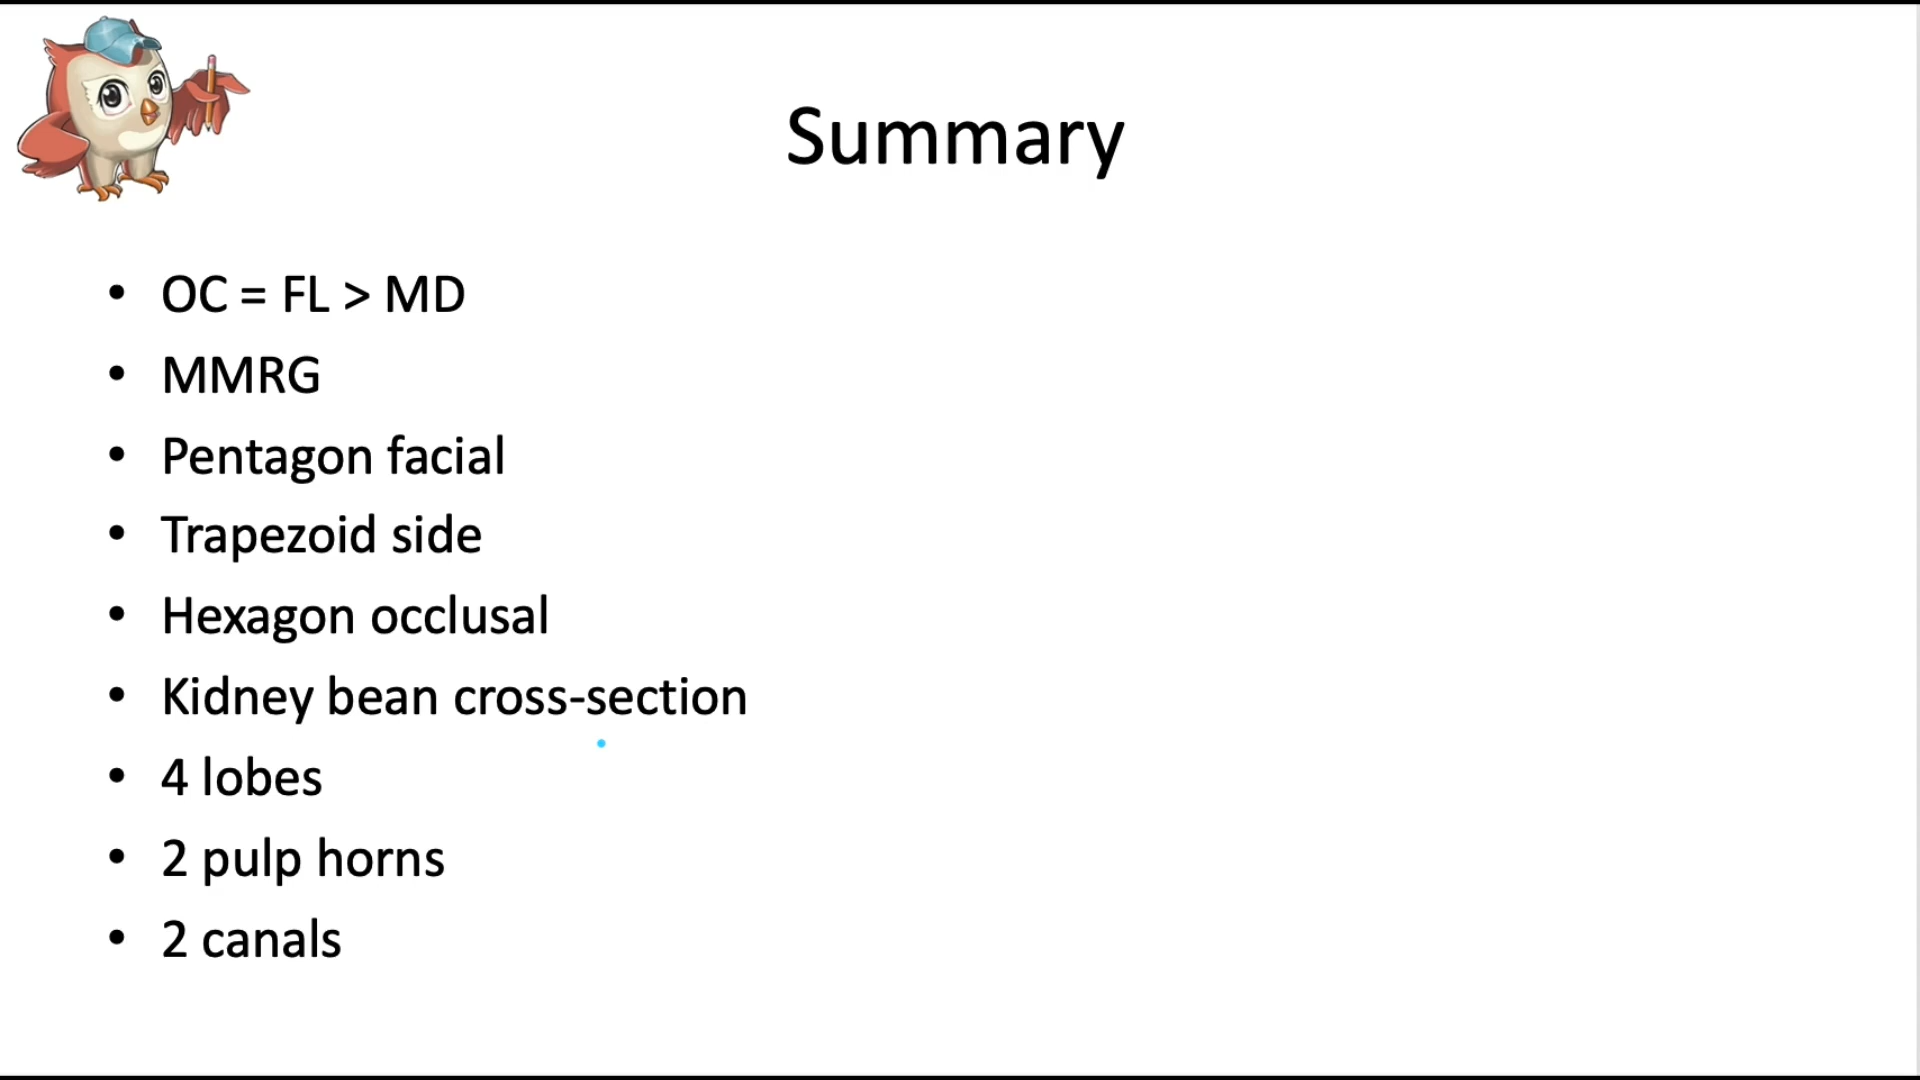 Summary
• OC = FL > MD
• MMRG
• Pentagon facial
• Trapezoid side
• Hexagon occlusal
• Kidney bean cross-section
• 4 lobes
• 2 pulp horns
• 2 canals